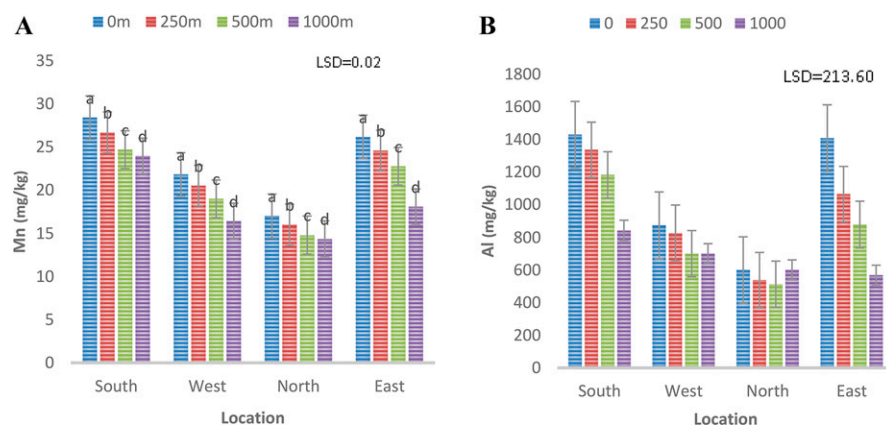 A
0m 250m 500m 1000m
LSD=0.02
35
30
25
20
15
10
5
0
Mn (mg/kg)
a b c d
a b c d
a b c d
a b c d
South West North East
Location
B
0 250 500 1000
LSD=213.60
1800
1600
1400
1200
1000
800
600
400
200
0
Al (mg/kg)
South West North East
Location